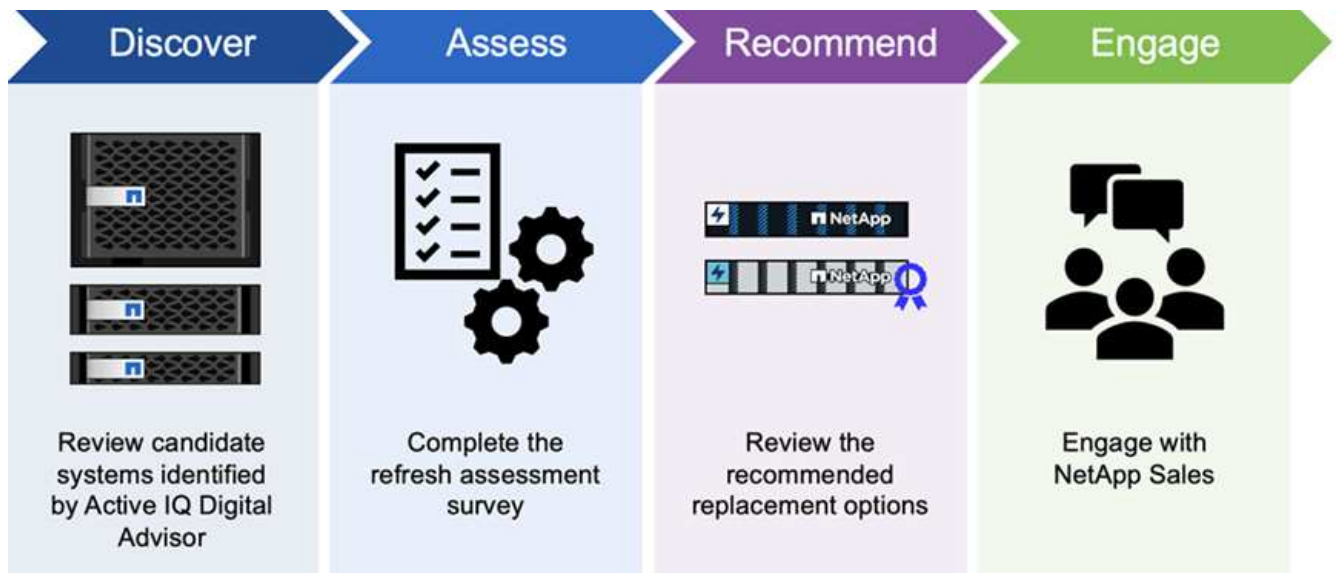 Discover
Assess
Recommend
Engage
NetApp
NetApp
Review candidate
systems identified
by Active IQ Digital
Advisor
Complete the
refresh assessment
survey
Review the
recommended
replacement options
Engage with
NetApp Sales